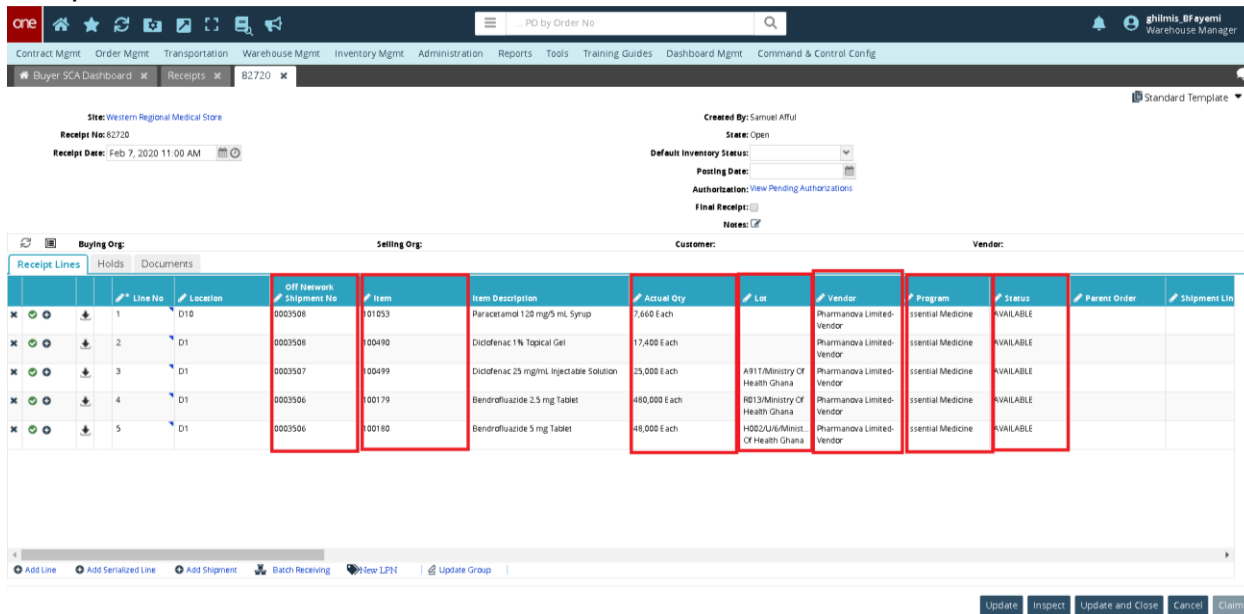 one
... PD by Order No
ghilmis_BFayemi
Warehouse Manager
Contract Mgmt Order Mgmt Transportation Warehouse Mgmt Inventory Mgmt Administration Reports Tools Training Guides Dashboard Mgmt Command & Control Config
Buyer SCA Dashboard Receipts 82720
Standard Template
Site: Western Regional Medical Store
Receipt No: 82720
Receipt Date: Feb 7, 2020 11:00 AM
Created By: Samuel Afful
State: Open
Default Inventory Status:
Posting Date:
Authorization: View Pending Authorizations
Final Receipt:
Notes:
Buying Org: Selling Org: Customer: Vendor:
Receipt Lines Holds Documents
* Line No Location Off Network Shipment No Item Item Description Actual Qty Lot Vendor Program Status Parent Order Shipment Lin
1 D10 0003508 101053 Paracetamol 120 mg/5 mL Syrup 7,660 Each Pharmanova Limited-Vendor ssential Medicine AVAILABLE
2 D1 0003508 100490 Diclofenac 1% Topical Gel 17,400 Each Pharmanova Limited-Vendor ssential Medicine AVAILABLE
3 D1 0003507 100499 Diclofenac 25 mg/mL Injectable Solution 25,000 Each A91T/Ministry Of Health Ghana Pharmanova Limited-Vendor ssential Medicine AVAILABLE
4 D1 0003506 100179 Bendrofluazide 2.5 mg Tablet 480,000 Each R013/Ministry Of Health Ghana Pharmanova Limited-Vendor ssential Medicine AVAILABLE
5 D1 0003506 100180 Bendrofluazide 5 mg Tablet 48,000 Each H002/U/6/Minist... Of Health Ghana Pharmanova Limited-Vendor ssential Medicine AVAILABLE
Add Line Add Serialized Line Add Shipment Batch Receiving New LPN Update Group
Update Inspect Update and Close Cancel Claim